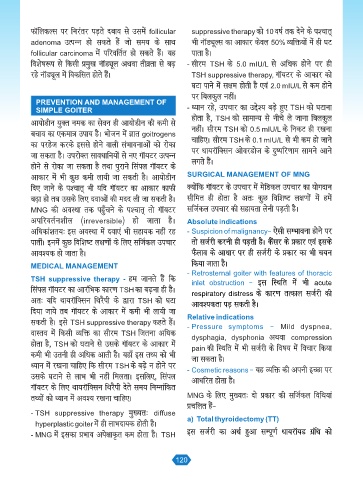 फॉलिकल्स पर निरंतर पड़ते दबाव से उसमें follicular
adenoma उत्पन्न हो सकते हैं जो समय के साथ
follicular carcinoma में परिवर्तित हो सकते हैं। यह
विशेषरूप से किसी प्रमुख नॉड्यूल अथवा तीव्रता से बढ़
रहे नॉड्यूल में विकसित होते हैं।
PREVENTION AND MANAGEMENT OF
SIMPLE GOITER
आयोडीन युक्त नमक का सेवन ही आयोडीन की कमी से
बचाव का एकमात्र उपाय है। भोजन में ज्ञात goitrogens
का परहेज करके इससे होने वाली संभावनाओं को रोका
जा सकता है। उपरोक्त सावधानियों से नए गॉयटर उत्पन्न
होने से रोका जा सकता है तथा पुराने सिंपल गॉयटर के
आकार में भी कुछ कमी लायी जा सकती है। आयोडीन
दिए जाने के पश्चात् भी यदि गॉयटर का आकार काफी
बड़ा हो तब उसके लिए दवाओं की मदद ली जा सकती है।
MNG की अवस्था तक पहुँचने के पश्चात् तो गॉयटर
अपरिवर्तनशील (irreversible) हो जाता है।
अधिकांशतयः इस अवस्था में दवाएं भी सहायक नहीं रह
पातीं। इनमें कुछ विशिष्ट लक्षणों के लिए सर्जिकल उपचार
आवश्यक हो जाता है।
MEDICAL MANAGEMENT
TSH suppressive therapy - हम जानते हैं कि
सिंपल गॉयटर का आरंभिक कारण TSH का बढ़ना ही है।
अतः यदि थायरॉक्सिन थिरैपी के द्वारा TSH को घटा
दिया जाये तब गॉयटर के आकार में कमी भी लायी जा
सकती है। इसे TSH suppressive therapy कहते हैं।
वास्तव में किसी व्यक्ति का सीरम TSH जितना अधिक
होता है, TSH को घटाने से उसके गॉयटर के आकार में
कमी भी उतनी ही अधिक आती है। यहाँ इस तथ्य को भी
ध्यान में रखना चाहिए कि सीरम TSH के बढ़े न होने पर
उसके घटाने से लाभ भी नहीं मिलता। इसलिए, सिंपल
गॉयटर के लिए थायरॉक्सिन थिरैपी देते समय निम्नांकित
तथ्यों को ध्यान में अवश्य रखना चाहिए।
- TSH suppressive therapy मुख्यतः diffuse
hyperplastic goiter में ही लाभदायक होती है।
- MNG में इसका प्रभाव अपेक्षाकृत कम होता है। TSH
suppressive therapy को 10 वर्ष तक देने के पश्चात्
भी नॉड्यूल्स का आकार केवल 50% व्यक्तियों में ही घट
पाता है।
- सीरम TSH के 5.0 mIU/L से अधिक होने पर ही
TSH suppressive therapy, गॉयटर के आकार को
घटा पाने में सक्षम होती है एवं 2.0 mIU/L से कम होने
पर बिलकुल नहीं।
- ध्यान रहे, उपचार का उद्देश्य बढ़े हुए TSH को घटाना
होता है, TSH को सामान्य से नीचे ले जाना बिलकुल
नहीं। सीरम TSH को 0.5 mIU/L के निकट ही रखना
चाहिए। सीरम TSH के 0.1 mIU/L से भी कम हो जाने
पर थायरॉक्सिन ओवरडोज के दुष्परिणाम सामने आने
लगते हैं।
SURGICAL MANAGEMENT OF MNG
क्योंकि गॉयटर के उपचार में मेडिकल उपचार का योगदान
सीमित ही होता है अतः कुछ विशिष्ट लक्षणों में हमें
सर्जिकल उपचार की सहायता लेनी पड़ती है।
Absolute indications
- Suspicion of malignancy- ऐसी सम्भावना होने पर
तो सर्जरी करनी ही पड़ती है। कैंसर के प्रकार एवं इसके
फैलाव के आधार पर ही सर्जरी के प्रकार का भी चयन
किया जाता है।
- Retrosternal goiter with features of thoracic
inlet obstruction - इस स्थिति में भी acute
respiratory distress के कारण तत्काल सर्जरी की
आवश्यकता पड़ सकती है।
Relative indications
- Pressure symptoms – Mild dyspnea,
dysphagia, dysphonia अथवा compression
pain की स्थिति में भी सर्जरी के विषय में विचार किया
जा सकता है।
- Cosmetic reasons – यह व्यक्ति की अपनी इच्छा पर
आधारित होता है।
MNG के लिए मुख्यतः दो प्रकार की सर्जिकल विधियां
प्रचलित हैं-
a) Total thyroidectomy (TT)
इस सर्जरी का अर्थ हुआ सम्पूर्ण थायरॉयड ग्रंथि को
120